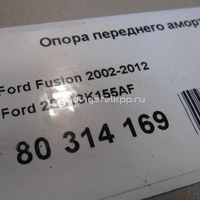 Опора переднего аморт
Ford Fusion 2002-2012
Ford
80 314 169